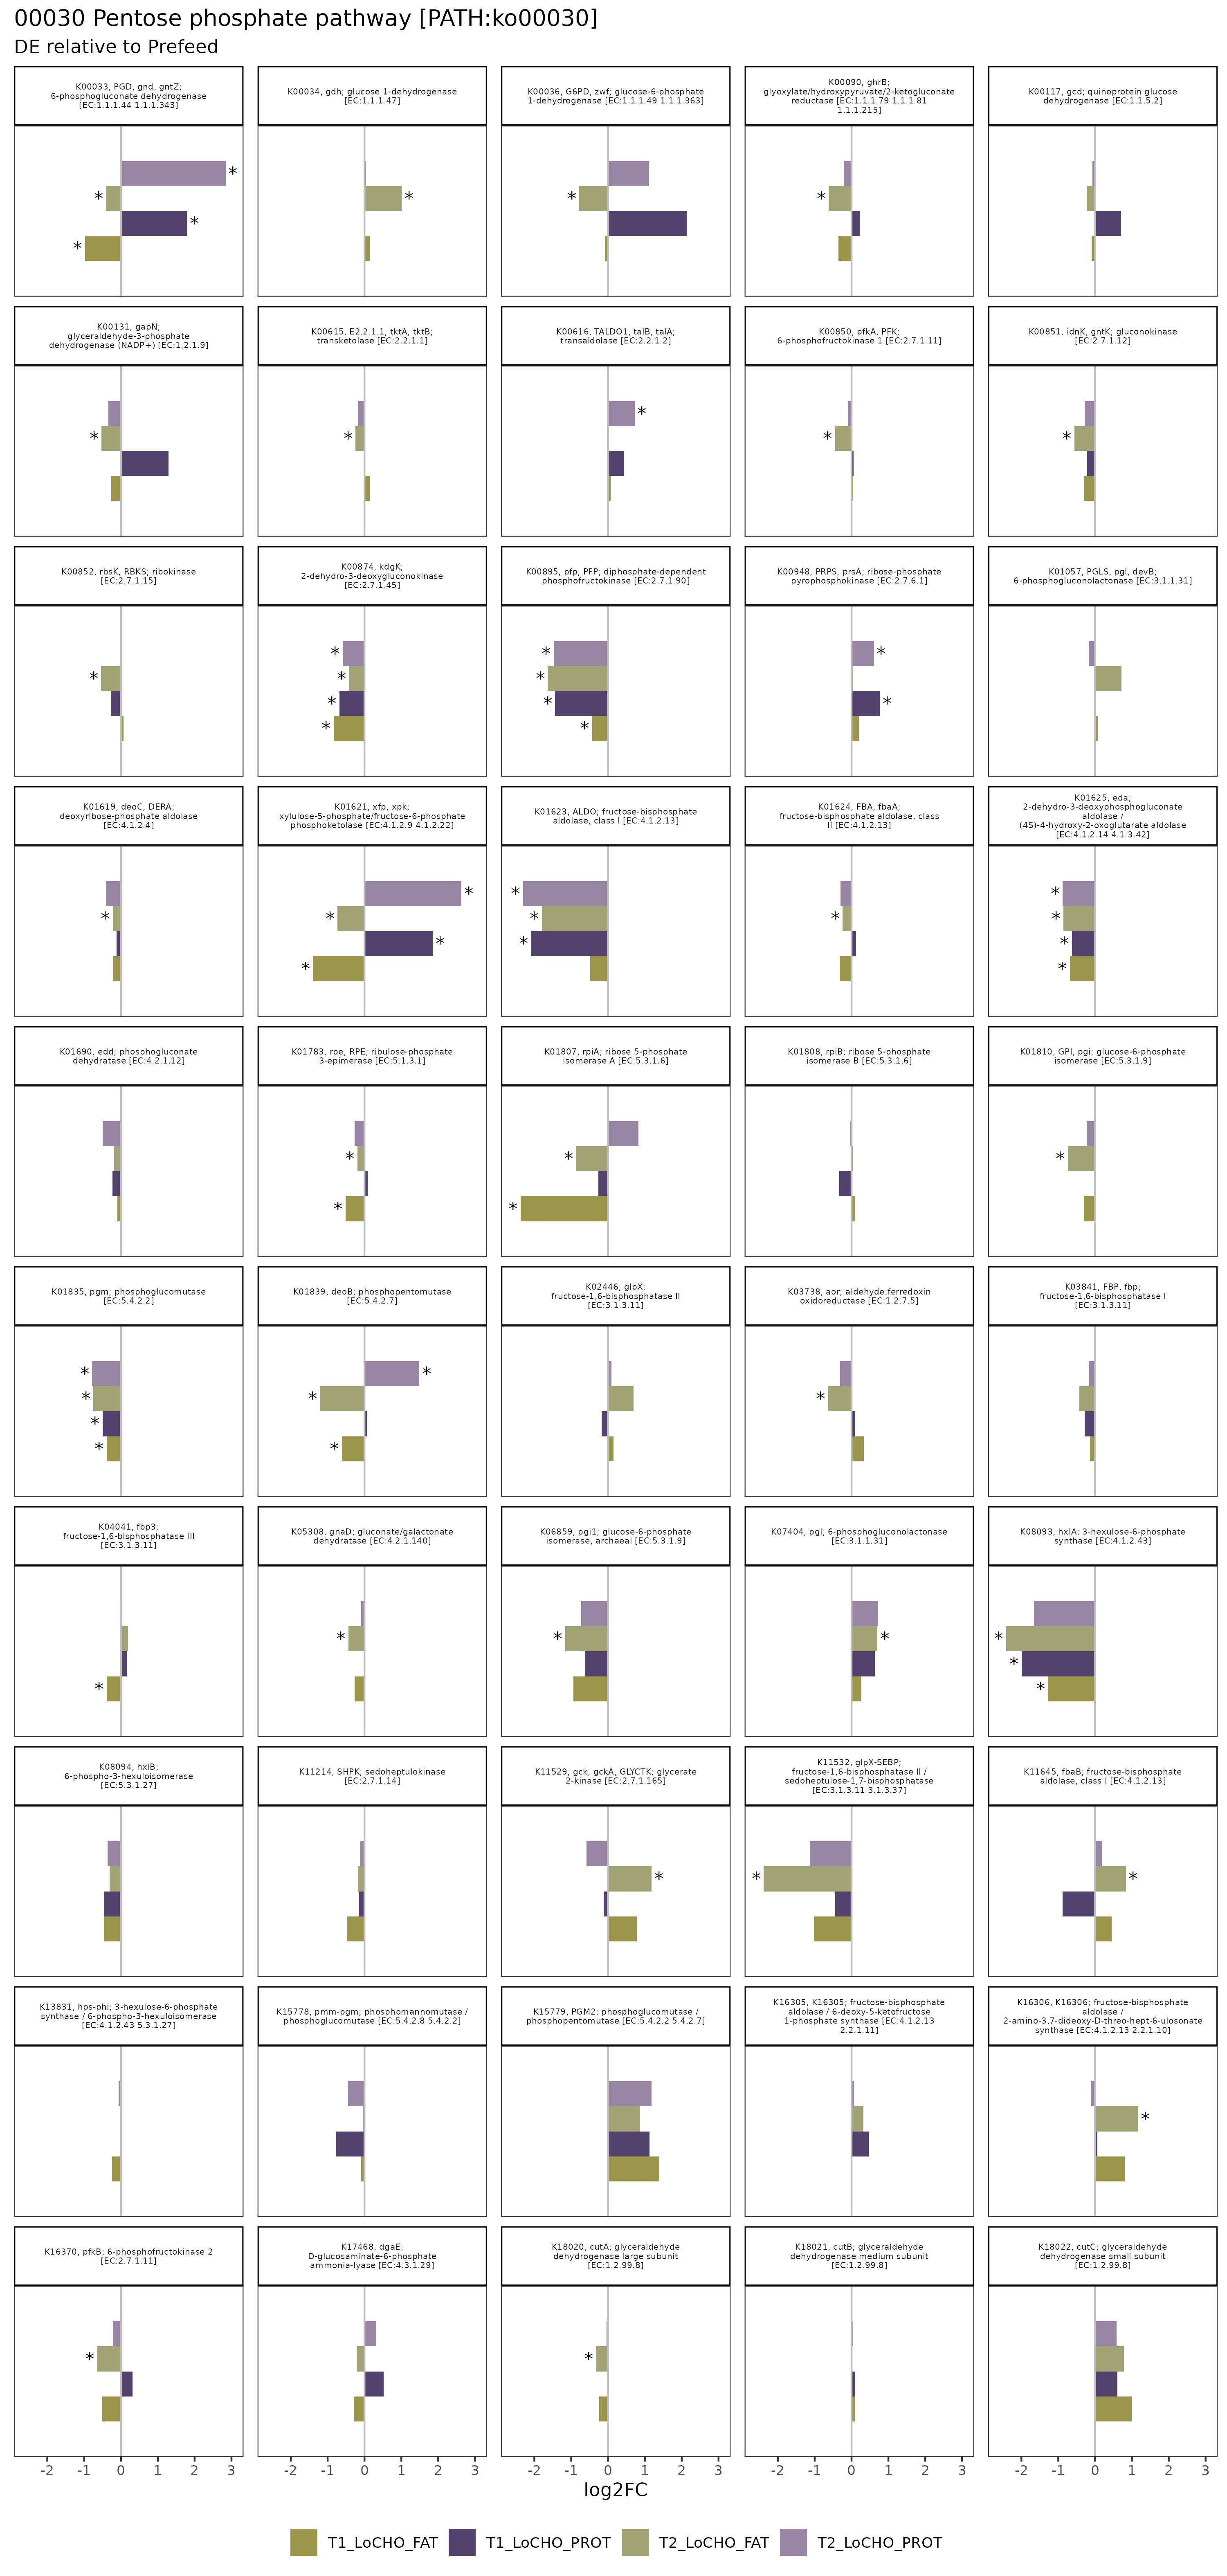 00030 Pentose phosphate pathway [PATH:ko00030]
DE relative to Prefeed
K00033, PGD, gnd, gntZ;
6-phosphogluconate dehydrogenase
[EC:1.1.1.44 1.1.1.343]
K00034, gdh; glucose 1-dehydrogenase
[EC:1.1.1.47]
K00036, G6PD, zwf; glucose-6-phosphate
1-dehydrogenase [EC:1.1.1.49 1.1.1.363]
K00090, ghrB;
glyoxylate/hydroxypyruvate/2-ketogluconate
reductase [EC:1.1.1.79 1.1.1.81
1.1.1.215]
K00117, gcd; quinoprotein glucose
dehydrogenase [EC:1.1.5.2]
*
*
*
*
*
*
*
K00131, gapN;
glyceraldehyde-3-phosphate
dehydrogenase (NADP+) [EC:1.2.1.9]
K00615, E2.2.1.1, tktA, tktB;
transketolase [EC:2.2.1.1]
K00616, TALDO1, talB, talA;
transaldolase [EC:2.2.1.2]
K00850, pfkA, PFK;
6-phosphofructokinase 1 [EC:2.7.1.11]
K00851, idnK, gntK; gluconokinase
[EC:2.7.1.12]
*
*
*
*
*
K00852, rbsK, RBKS; ribokinase
[EC:2.7.1.15]
K00874, kdgK;
2-dehydro-3-deoxygluconokinase
[EC:2.7.1.45]
K00895, pfp, PFP; diphosphate-dependent
phosphofructokinase [EC:2.7.1.90]
K00948, PRPS, prsA; ribose-phosphate
pyrophosphokinase [EC:2.7.6.1]
K01057, PGLS, pgl, devB;
6-phosphogluconolactonase [EC:3.1.1.31]
*
*
*
*
*
*
*
*
*
*
*
K01619, deoC, DERA;
deoxyribose-phosphate aldolase
[EC:4.1.2.4]
K01621, xfp, xpk;
xylulose-5-phosphate/fructose-6-phosphate
phosphoketolase [EC:4.1.2.9 4.1.2.22]
K01623, ALDO; fructose-bisphosphate
aldolase, class I [EC:4.1.2.13]
K01624, FBA, fbaA;
fructose-bisphosphate aldolase, class
II [EC:4.1.2.13]
K01625, eda;
2-dehydro-3-deoxyphosphogluconate
aldolase /
(4S)-4-hydroxy-2-oxoglutarate aldolase
[EC:4.1.2.14 4.1.3.42]
*
*
*
*
*
*
*
*
*
*
*
*
*
K01690, edd; phosphogluconate
dehydratase [EC:4.2.1.12]
K01783, rpe, RPE; ribulose-phosphate
3-epimerase [EC:5.1.3.1]
K01807, rpiA; ribose 5-phosphate
isomerase A [EC:5.3.1.6]
K01808, rpiB; ribose 5-phosphate
isomerase B [EC:5.3.1.6]
K01810, GPI, pgi; glucose-6-phosphate
isomerase [EC:5.3.1.9]
*
*
*
*
*
K01835, pgm; phosphoglucomutase
[EC:5.4.2.2]
K01839, deoB; phosphopentomutase
[EC:5.4.2.7]
K02446, glpX;
fructose-1,6-bisphosphatase II
[EC:3.1.3.11]
K03738, aor; aldehyde:ferredoxin
oxidoreductase [EC:1.2.7.5]
K03841, FBP, fbp;
fructose-1,6-bisphosphatase I
[EC:3.1.3.11]
*
*
*
*
*
*
*
*
K04041, fbp3;
fructose-1,6-bisphosphatase III
[EC:3.1.3.11]
K05308, gnaD; gluconate/galactonate
dehydratase [EC:4.2.1.140]
K06859, pgi1; glucose-6-phosphate
isomerase, archaeal [EC:5.3.1.9]
K07404, pgl; 6-phosphogluconolactonase
[EC:3.1.1.31]
K08093, hxlA; 3-hexulose-6-phosphate
synthase [EC:4.1.2.43]
*
*
*
*
*
*
*
K08094, hxlB;
6-phospho-3-hexuloisomerase
[EC:5.3.1.27]
K11214, SHPK; sedoheptulokinase
[EC:2.7.1.14]
K11529, gck, gckA, GLYCTK; glycerate
2-kinase [EC:2.7.1.165]
K11532, glpX-SEBP;
fructose-1,6-bisphosphatase II /
sedoheptulose-1,7-bisphosphatase
[EC:3.1.3.11 3.1.3.37]
K11645, fbaB; fructose-bisphosphate
aldolase, class I [EC:4.1.2.13]
*
*
*
K13831, hps-phi; 3-hexulose-6-phosphate
synthase / 6-phospho-3-hexuloisomerase
[EC:4.1.2.43 5.3.1.27]
K15778, pmm-pgm; phosphomannomutase /
phosphoglucomutase [EC:5.4.2.8 5.4.2.2]
K15779, PGM2; phosphoglucomutase /
phosphopentomutase [EC:5.4.2.2 5.4.2.7]
K16305, K16305; fructose-bisphosphate
aldolase / 6-deoxy-5-ketofructose
1-phosphate synthase [EC:4.1.2.13
2.2.1.11]
K16306, K16306; fructose-bisphosphate
aldolase /
2-amino-3,7-dideoxy-D-threo-hept-6-ulosonate
synthase [EC:4.1.2.13 2.2.1.10]
*
K16370, pfkB; 6-phosphofructokinase 2
[EC:2.7.1.11]
K17468, dgaE;
D-glucosaminate-6-phosphate
ammonia-lyase [EC:4.3.1.29]
K18020, cutA; glyceraldehyde
dehydrogenase large subunit
[EC:1.2.99.8]
K18021, cutB; glyceraldehyde
dehydrogenase medium subunit
[EC:1.2.99.8]
K18022, cutC; glyceraldehyde
dehydrogenase small subunit
[EC:1.2.99.8]
*
*
-2 -1 0 1 2 3
-2 -1 0 1 2 3
-2 -1 0 1 2 3
-2 -1 0 1 2 3
-2 -1 0 1 2 3
log2FC
T1_LoCHO_FAT T1_LoCHO_PROT T2_LoCHO_FAT T2_LoCHO_PROT